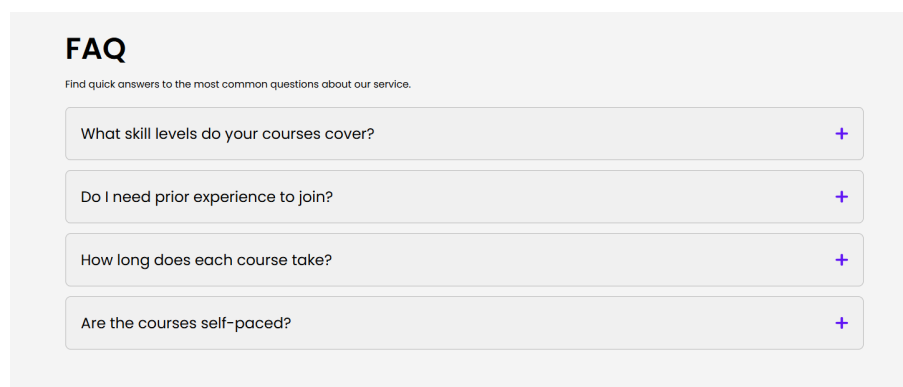 FAQ
Find quick answers to the most common questions about our service.
What skill levels do your courses cover? +
Do I need prior experience to join? +
How long does each course take? +
Are the courses self-paced? +